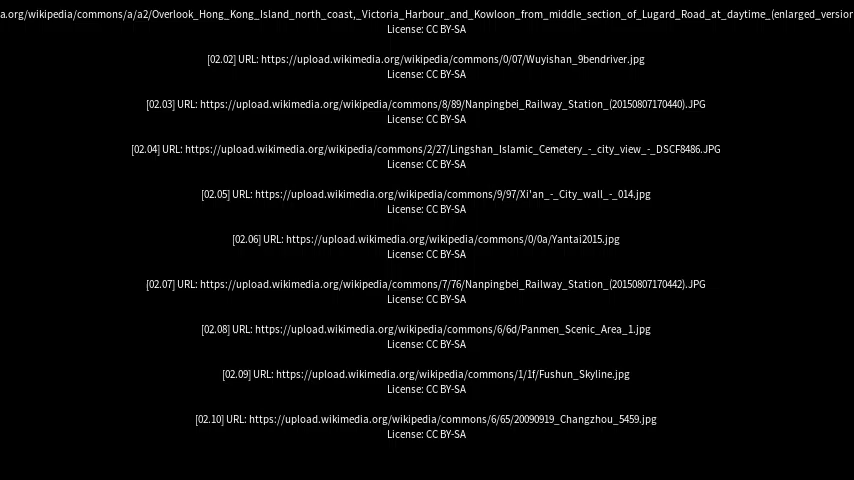 a.org/wikipedia/commons/a/a2/Overlook_Hong_Kong_Island_north_coast,_Victoria_Harbour_and_Kowloon_from_middle_section_of_Lugard_Road_at_daytime_(enlarged_version
License: CC BY-SA
[02.02] URL: https://upload.wikimedia.org/wikipedia/commons/0/07/Wuyishan_9bendriver.jpg
License: CC BY-SA
[02.03] URL: https://upload.wikimedia.org/wikipedia/commons/8/89/Nanpingbei_Railway_Station_(20150807170440).JPG
License: CC BY-SA
[02.04] URL: https://upload.wikimedia.org/wikipedia/commons/2/27/Lingshan_Islamic_Cemetery_-_city_view_-_DSCF8486.JPG
License: CC BY-SA
[02.05] URL: https://upload.wikimedia.org/wikipedia/commons/9/97/Xi'an_-_City_wall_-_014.jpg
License: CC BY-SA
[02.06] URL: https://upload.wikimedia.org/wikipedia/commons/0/0a/Yantai2015.jpg
License: CC BY-SA
[02.07] URL: https://upload.wikimedia.org/wikipedia/commons/7/76/Nanpingbei_Railway_Station_(20150807170442).JPG
License: CC BY-SA
[02.08] URL: https://upload.wikimedia.org/wikipedia/commons/6/6d/Panmen_Scenic_Area_1.jpg
License: CC BY-SA
[02.09] URL: https://upload.wikimedia.org/wikipedia/commons/1/1f/Fushun_Skyline.jpg
License: CC BY-SA
[02.10] URL: https://upload.wikimedia.org/wikipedia/commons/6/65/20090919_Changzhou_5459.jpg
License: CC BY-SA